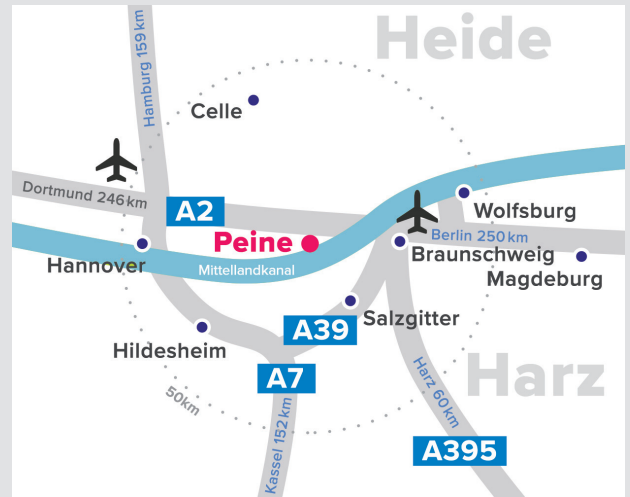 Heide
Hamburg 159 km
Celle
Dortmund 246 km
A2
Wolfsburg
Peine
Berlin 250 km
Braunschweig
Hannover
Mittellandkanal
Magdeburg
Salzgitter
A39
Hildesheim
A7
Harz
50km
Harz 60 km
Kassel 152 km
A395